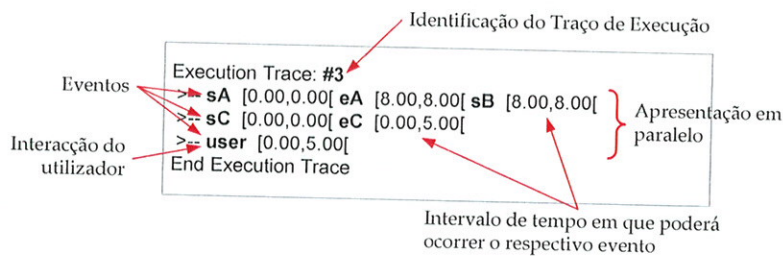 Identificação do Traço de Execução
Execution Trace: #3
Eventos
>-- sA [0.00,0.00[ eA [8.00,8.00[ sB [8.00,8.00[
>-- sC [0.00,0.00[ eC [0.00,5.00[
Apresentação em
paralelo
Interacção do
utilizador
>-- user [0.00,5.00[
End Execution Trace
Intervalo de tempo em que poderá
ocorrer o respectivo evento